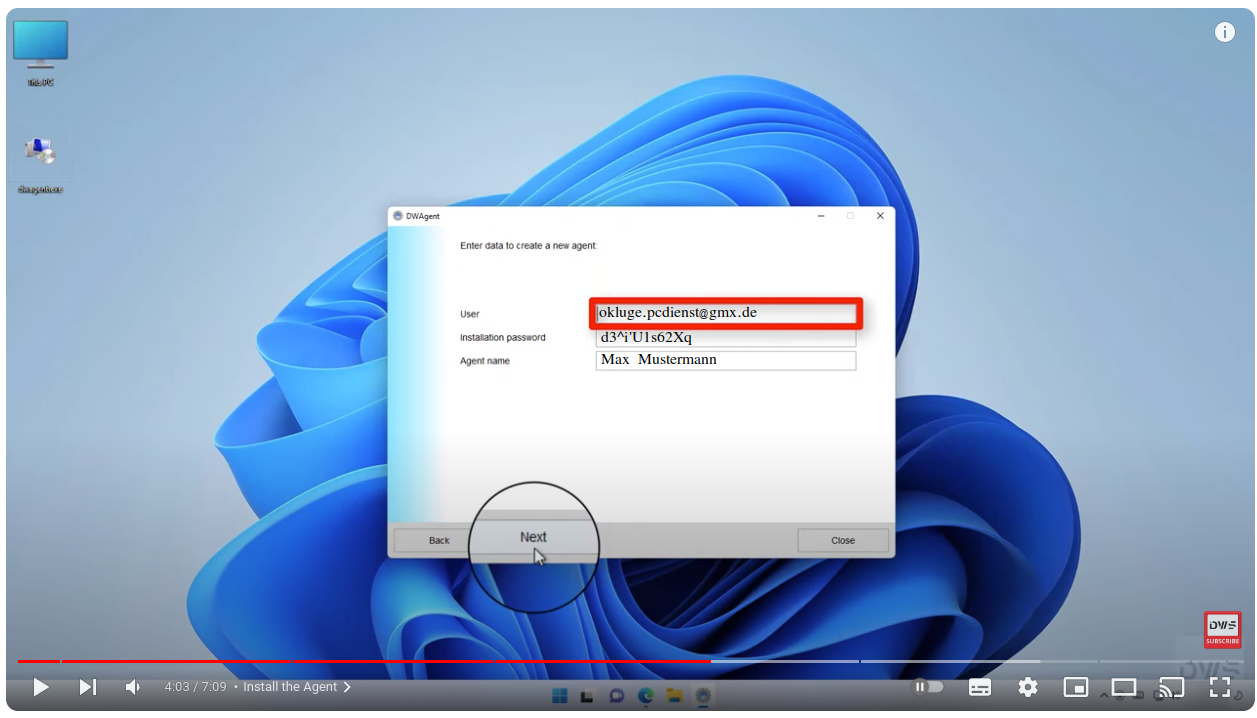 This PC
dwagent.exe
DWAgent
Enter data to create a new agent:
User
okluge.pcdienst@gmx.de
Installation password
d3^i'U1s62Xq
Agent name
Max Mustermann
Back
Next
Close
DWS
SUBSCRIBE
DWS
4:03 / 7:09 • Install the Agent